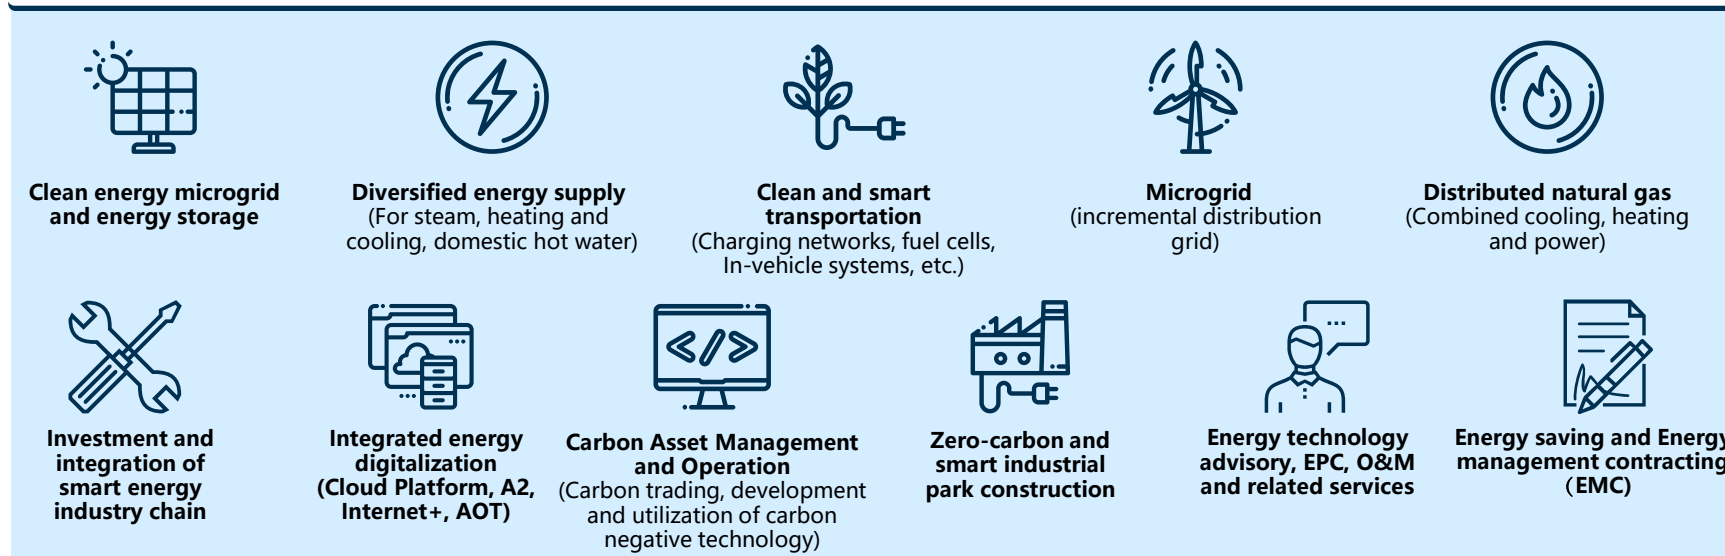 Clean energy microgrid
and energy storage
Diversified energy supply
(For steam, heating and
cooling, domestic hot water)
Clean and smart
transportation
(Charging networks, fuel cells,
In-vehicle systems, etc.)
Microgrid
(incremental distribution
grid)
Distributed natural gas
(Combined cooling, heating
and power)
Investment and
integration of
smart energy
industry chain
Integrated energy
digitalization
(Cloud Platform, A2,
Internet+, AOT)
Carbon Asset Management
and Operation
(Carbon trading, development
and utilization of carbon
negative technology)
Zero-carbon and
smart industrial
park construction
Energy technology
advisory, EPC, O&M
and related services
Energy saving and Energy
management contracting
（EMC)